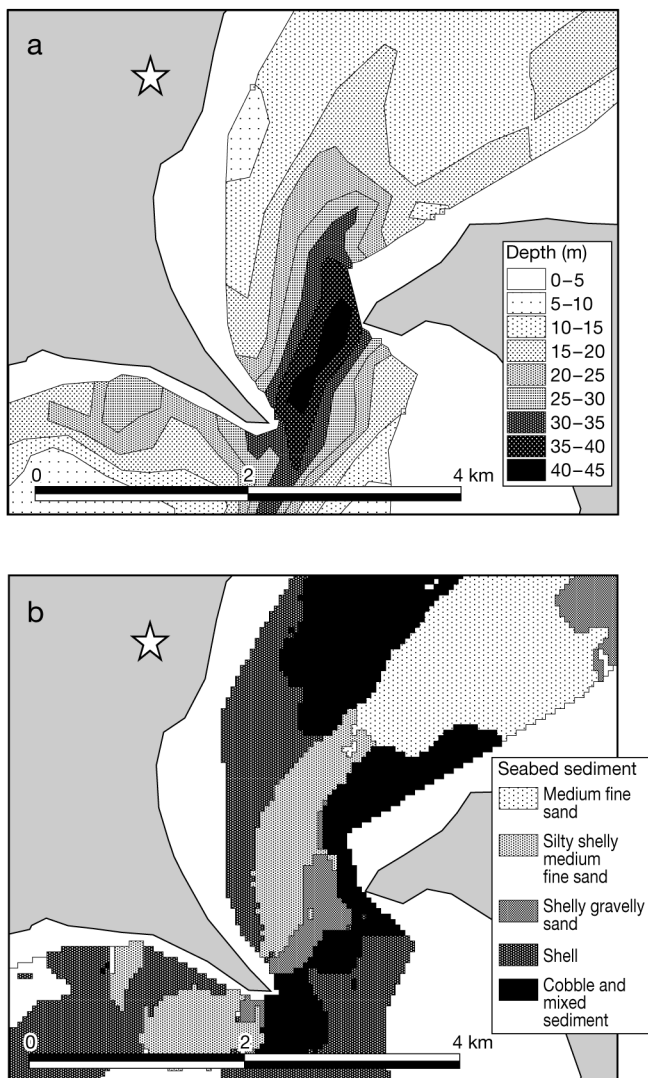 a
Depth (m)
0–5
5–10
10–15
15–20
20–25
25–30
30–35
35–40
40–45
0 2 4 km
b
Seabed sediment
Medium fine
sand
Silty shelly
medium
fine sand
Shelly gravelly
sand
Shell
Cobble and
mixed
sediment
0 2 4 km